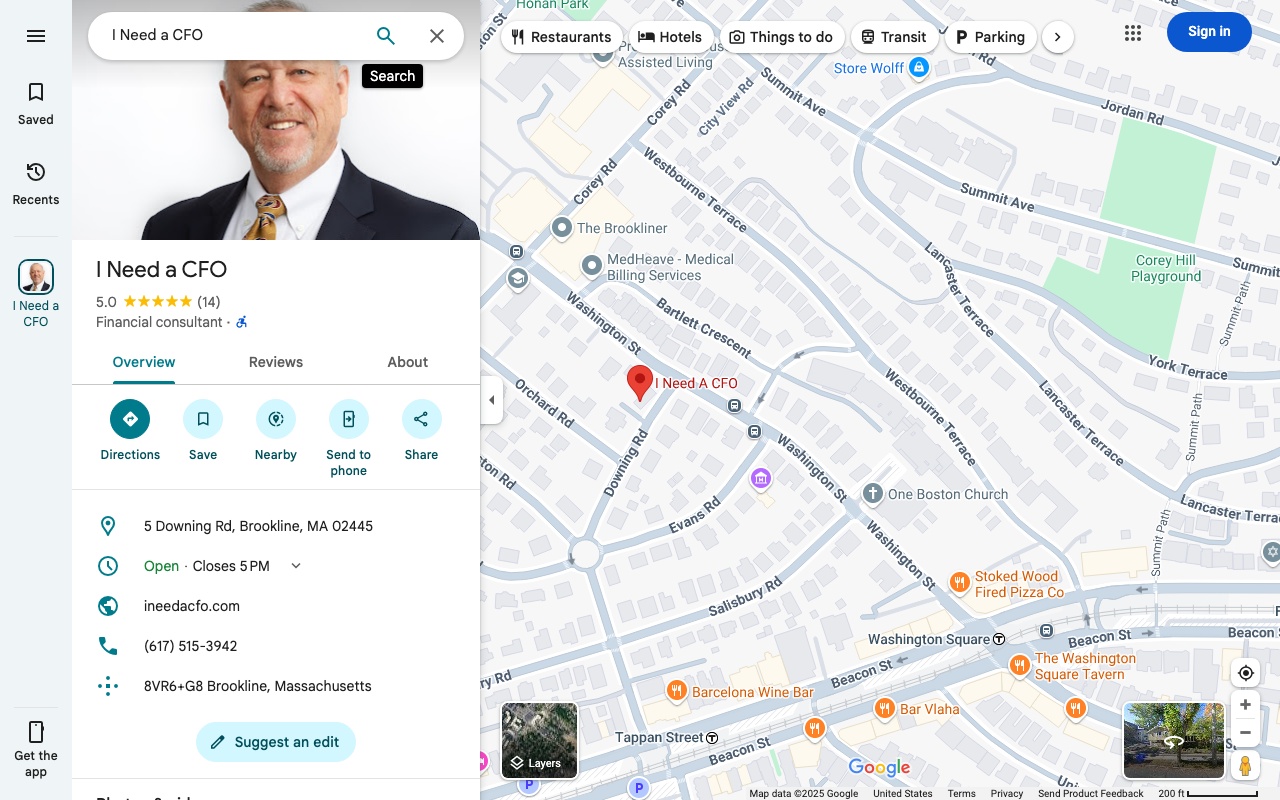 I Need a CFO
Search
Saved
Recents
I Need a
CFO
Get the
app
I Need a CFO
5.0 (14)
Financial consultant ·
Overview
Reviews
About
Directions
Save
Nearby
Send to
phone
Share
5 Downing Rd, Brookline, MA 02445
Open · Closes 5 PM
ineedacfo.com
(617) 515-3942
8VR6+G8 Brookline, Massachusetts
Suggest an edit
Restaurants
Hotels
Things to do
Transit
Parking
Sign in
Honan Park
Assisted Living
Store Wolff
Corey Rd
City View Rd
Summit Ave
Jordan Rd
Corey Rd
Westbourne Terrace
Summit Ave
The Brookliner
MedHeave - Medical
Billing Services
Corey Hill
Playground
Lancaster Terrace
Summit Path
Washington St
Bartlett Crescent
York Terrace
I Need A CFO
Orchard Rd
Westbourne Terrace
Lancaster Terrace
Downing Rd
Washington St
Summit Path
One Boston Church
Evans Rd
Lancaster Terra
Washington St
Summit Path
Stoked Wood
Fired Pizza Co
Salisbury Rd
Washington Square
Beacon St
Beacon St
The Washington
Square Tavern
Beacon St
Barcelona Wine Bar
Bar Vlaha
Tappan Street
Beacon St
Layers
Google
Map data ©2025 Google
United States
Terms
Privacy
Send Product Feedback
200 ft